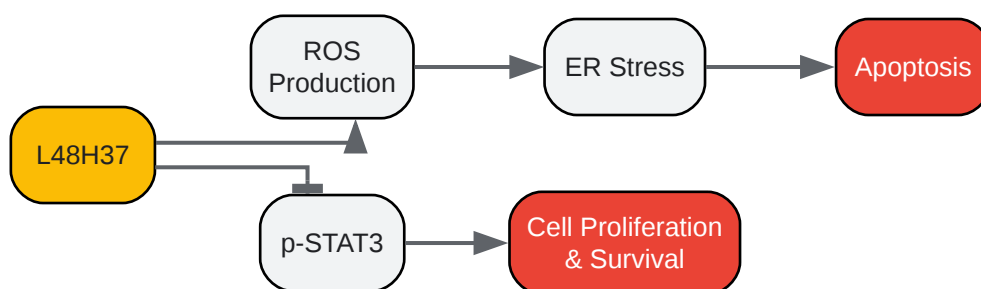 ROS
Production
ER Stress
Apoptosis
L48H37
p-STAT3
Cell Proliferation
& Survival